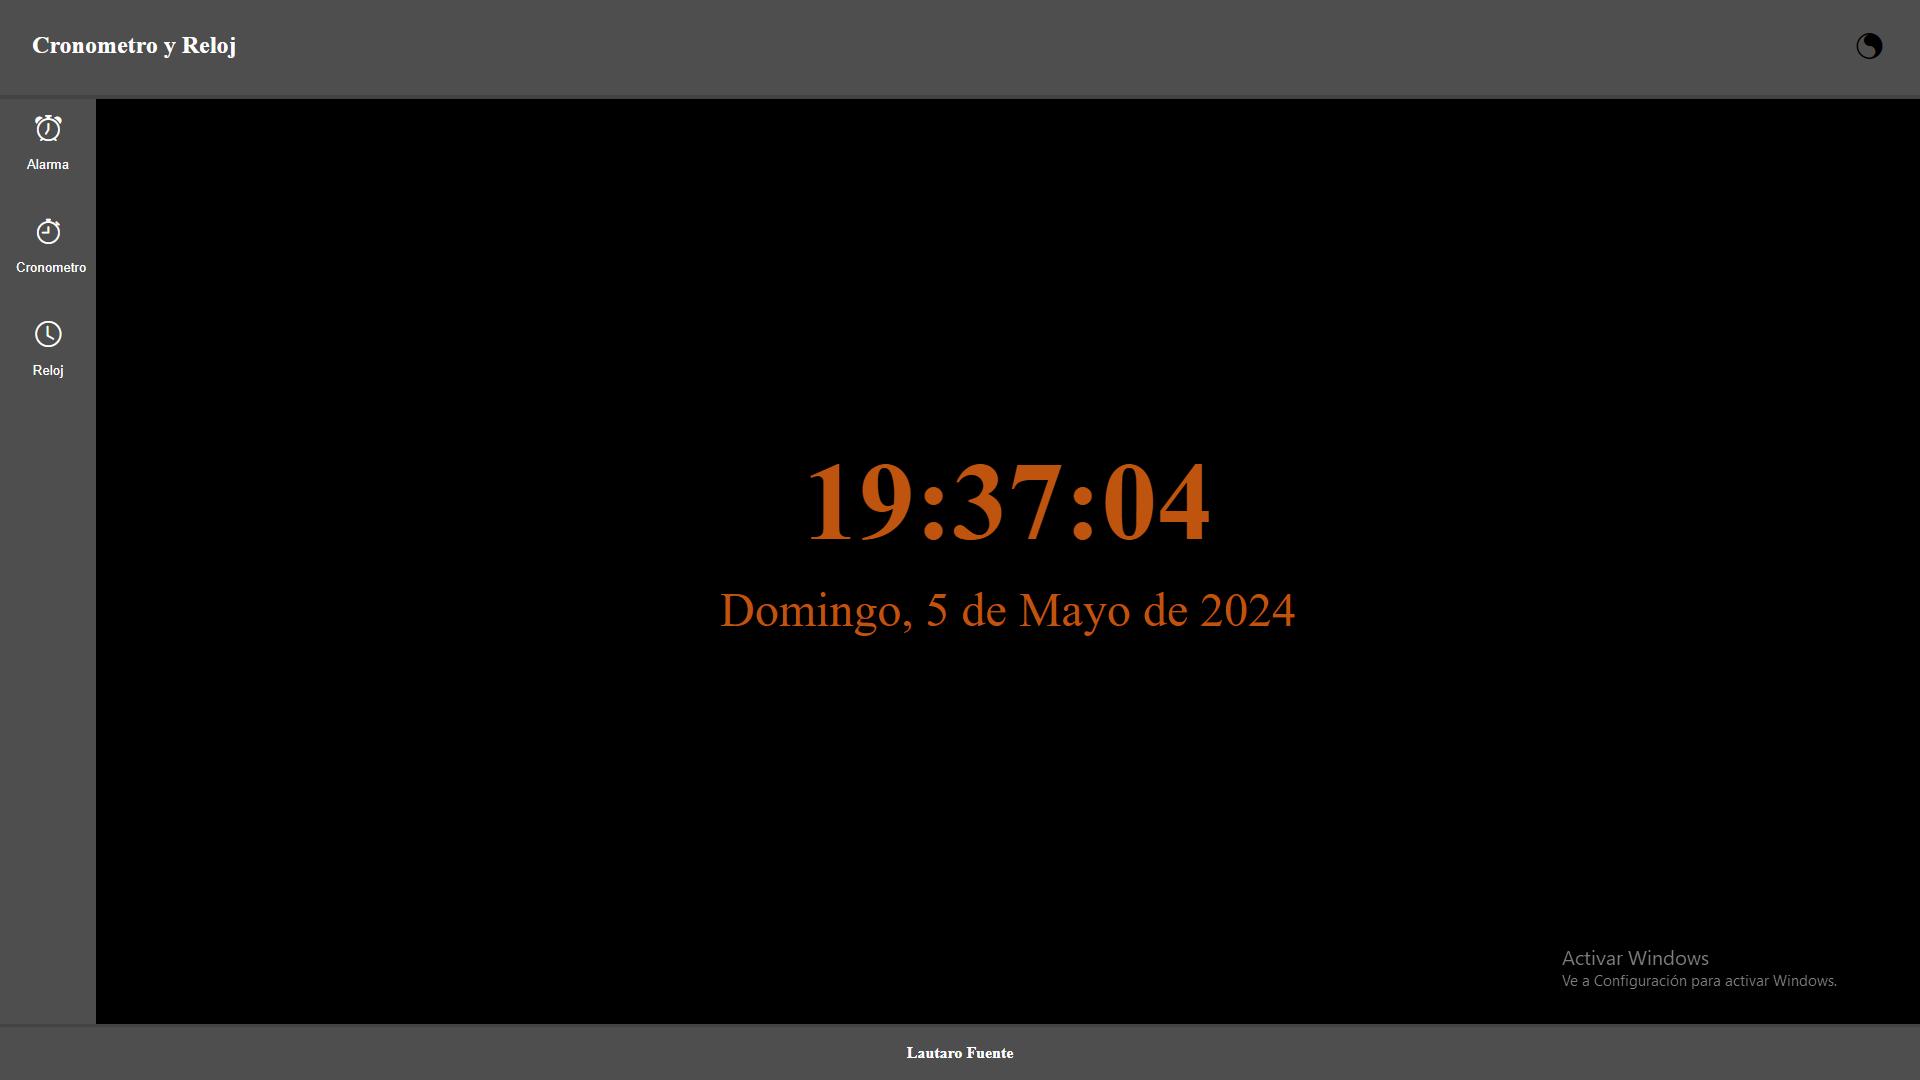 Cronometro y Reloj
Alarma
Cronometro
Reloj
19:37:04
Domingo, 5 de Mayo de 2024
Activar Windows
Ve a Configuración para activar Windows.
Lautaro Fuente